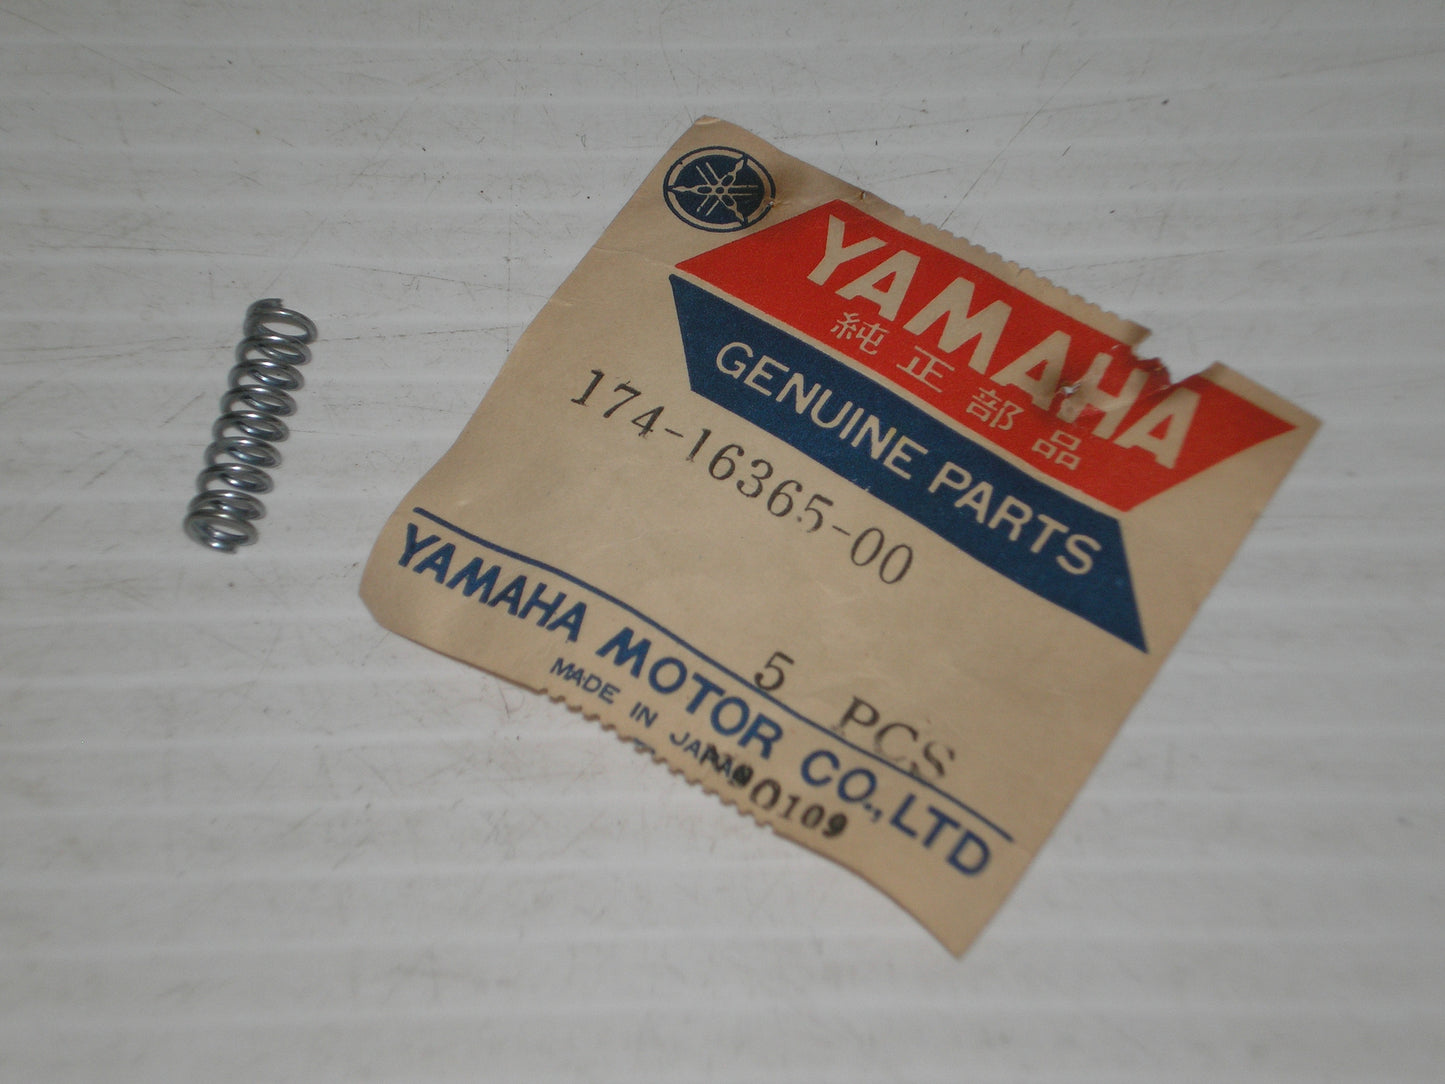 YAMAHA
純正部品
GENUINE PARTS
174-16365-00
5 PCS
YAMAHA MOTOR CO., LTD
MADE IN JAPAN